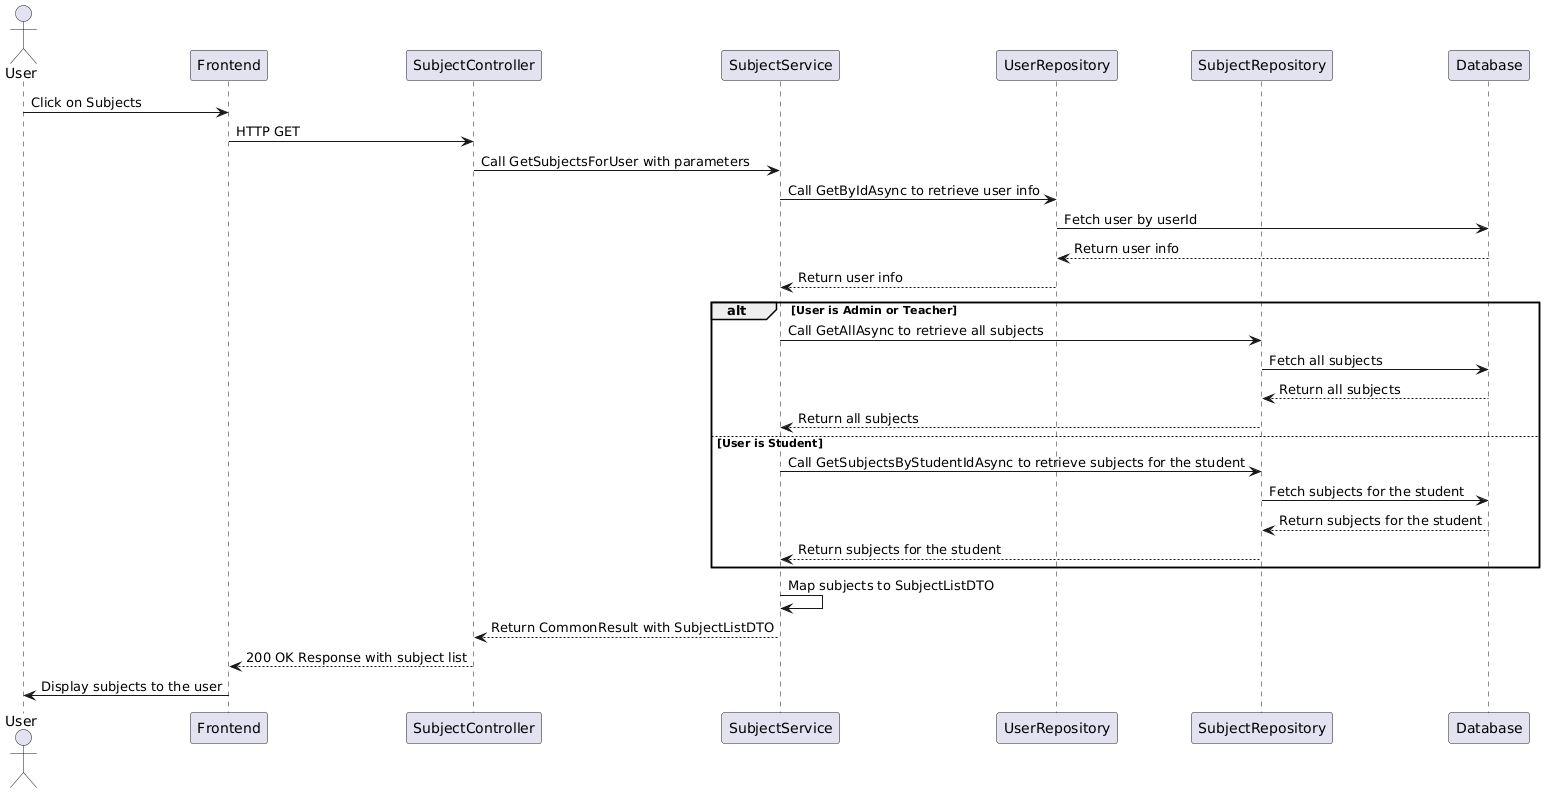 User
Frontend
SubjectController
SubjectService
UserRepository
SubjectRepository
Database
Click on Subjects
HTTP GET
Call GetSubjectsForUser with parameters
Call GetByIdAsync to retrieve user info
Fetch user by userId
Return user info
Return user info
alt
[User is Admin or Teacher]
Call GetAllAsync to retrieve all subjects
Fetch all subjects
Return all subjects
Return all subjects
[User is Student]
Call GetSubjectsByStudentIdAsync to retrieve subjects for the student
Fetch subjects for the student
Return subjects for the student
Return subjects for the student
Map subjects to SubjectListDTO
Return CommonResult with SubjectListDTO
200 OK Response with subject list
Display subjects to the user
User
Frontend
SubjectController
SubjectService
UserRepository
SubjectRepository
Database